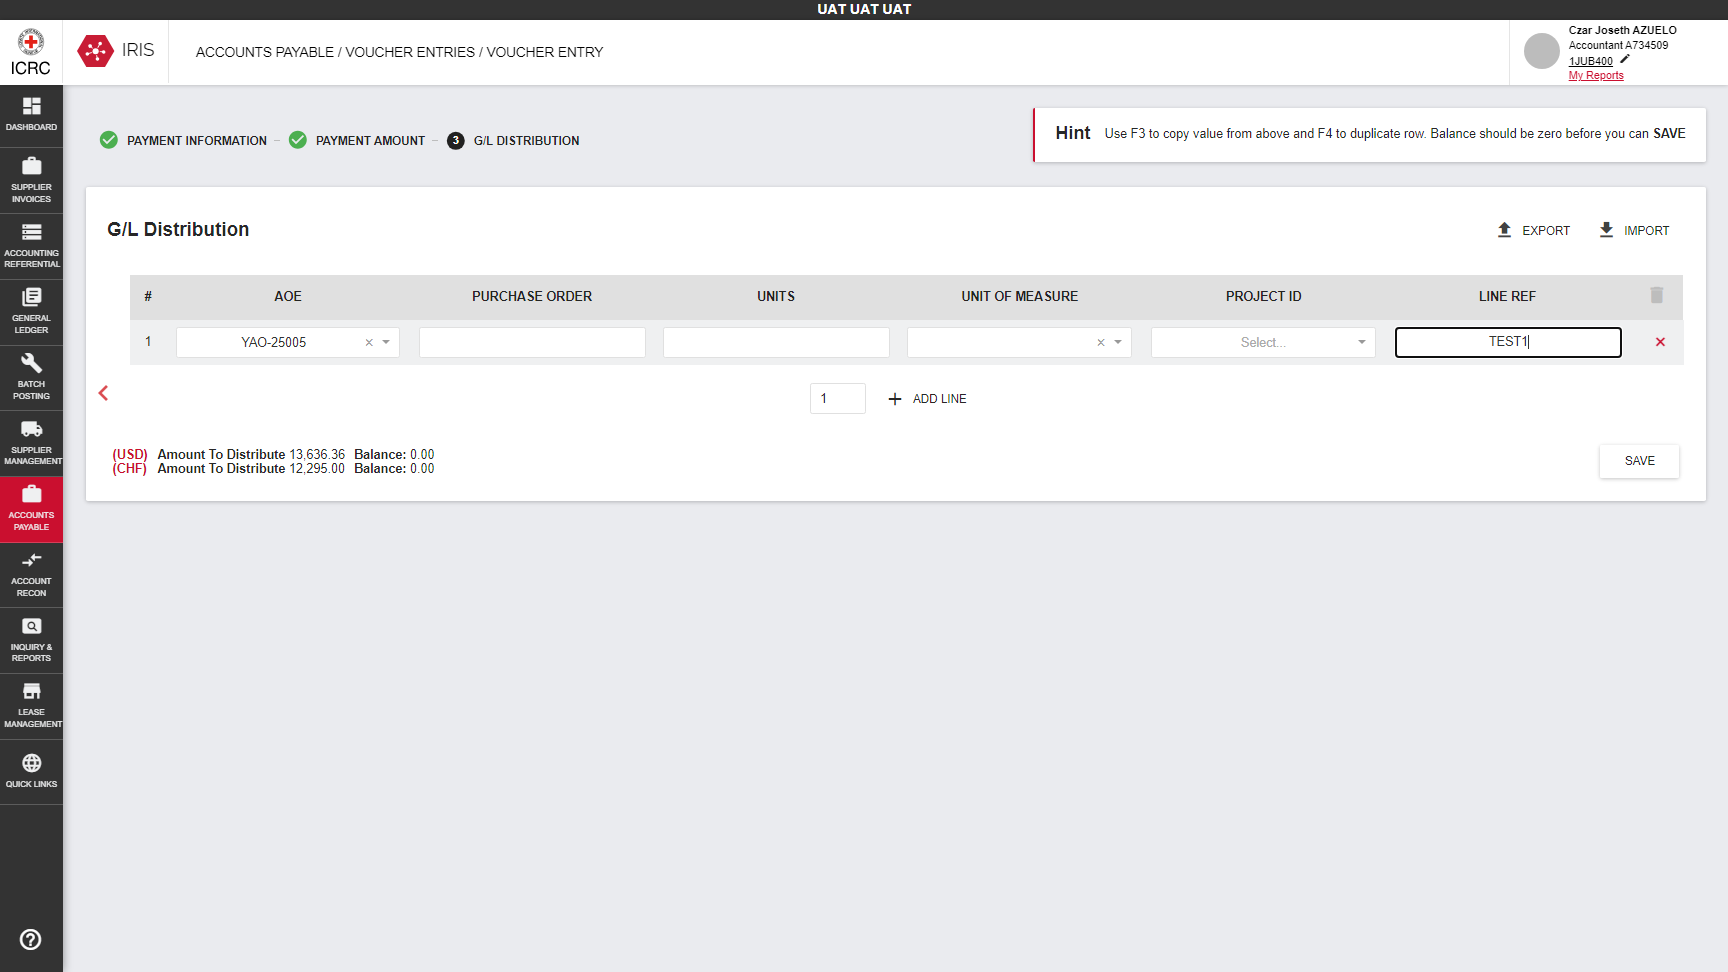 UAT UAT UAT
ICRC
IRIS
ACCOUNTS PAYABLE / VOUCHER ENTRIES / VOUCHER ENTRY
Czar Joseth AZUELO
Accountant A734509
1JUB400
My Reports
DASHBOARD
SUPPLIER
INVOICES
ACCOUNTING
REFERENTIAL
GENERAL
LEDGER
BATCH
POSTING
SUPPLIER
MANAGEMENT
ACCOUNTS
PAYABLE
ACCOUNT
RECON
INQUIRY &
REPORTS
LEASE
MANAGEMENT
QUICK LINKS
PAYMENT INFORMATION
PAYMENT AMOUNT
3 G/L DISTRIBUTION
Hint Use F3 to copy value from above and F4 to duplicate row. Balance should be zero before you can SAVE
G/L Distribution
EXPORT
IMPORT
# AOE PURCHASE ORDER UNITS UNIT OF MEASURE PROJECT ID LINE REF
1 YAO-25005 Select... TEST1
1 ADD LINE
(USD) Amount To Distribute 13,636.36 Balance: 0.00
(CHF) Amount To Distribute 12,295.00 Balance: 0.00
SAVE